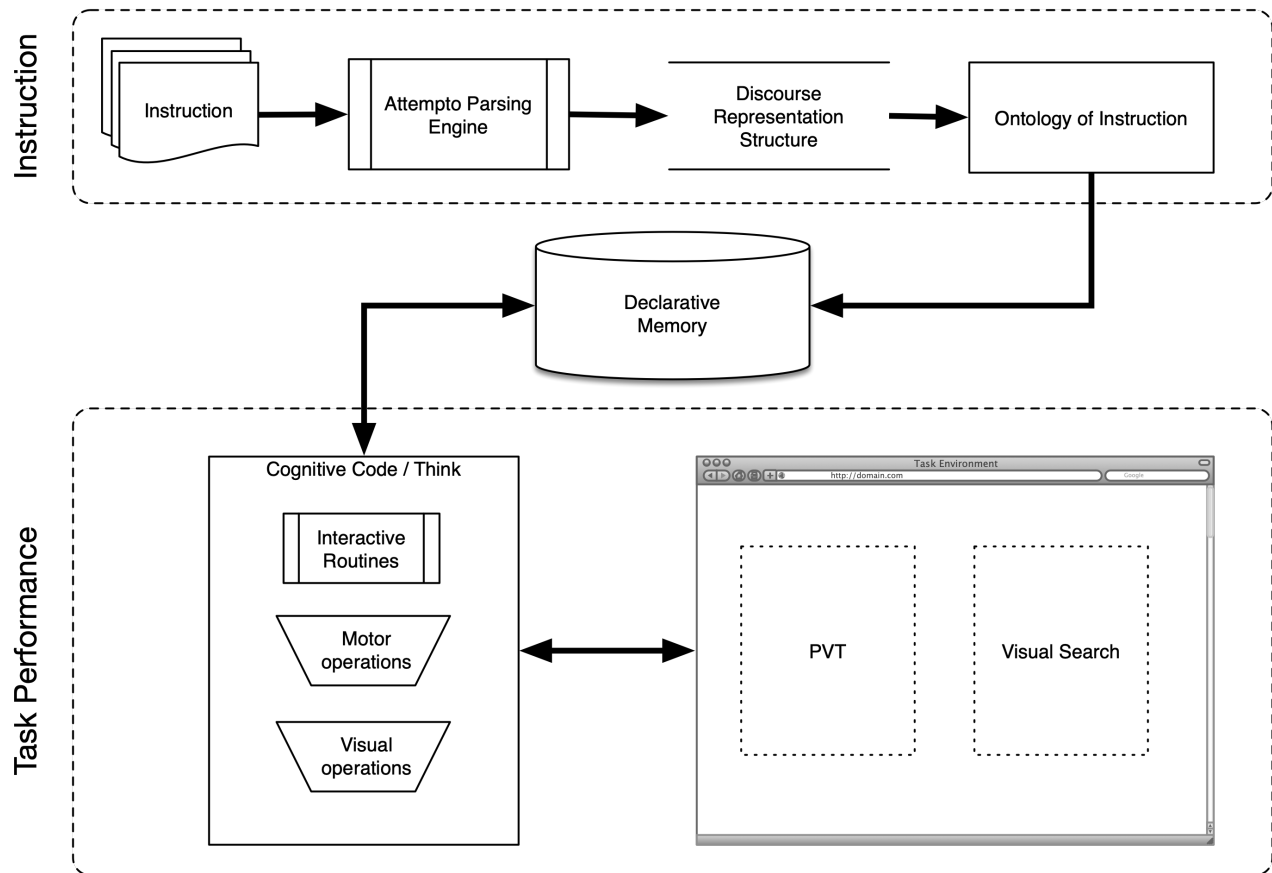 Instruction
Instruction
Attempto Parsing
Engine
Discourse
Representation
Structure
Ontology of Instruction
Declarative
Memory
Task Performance
Cognitive Code / Think
Interactive
Routines
Motor
operations
Visual
operations
Task Environment
http://domain.com
Google
PVT
Visual Search